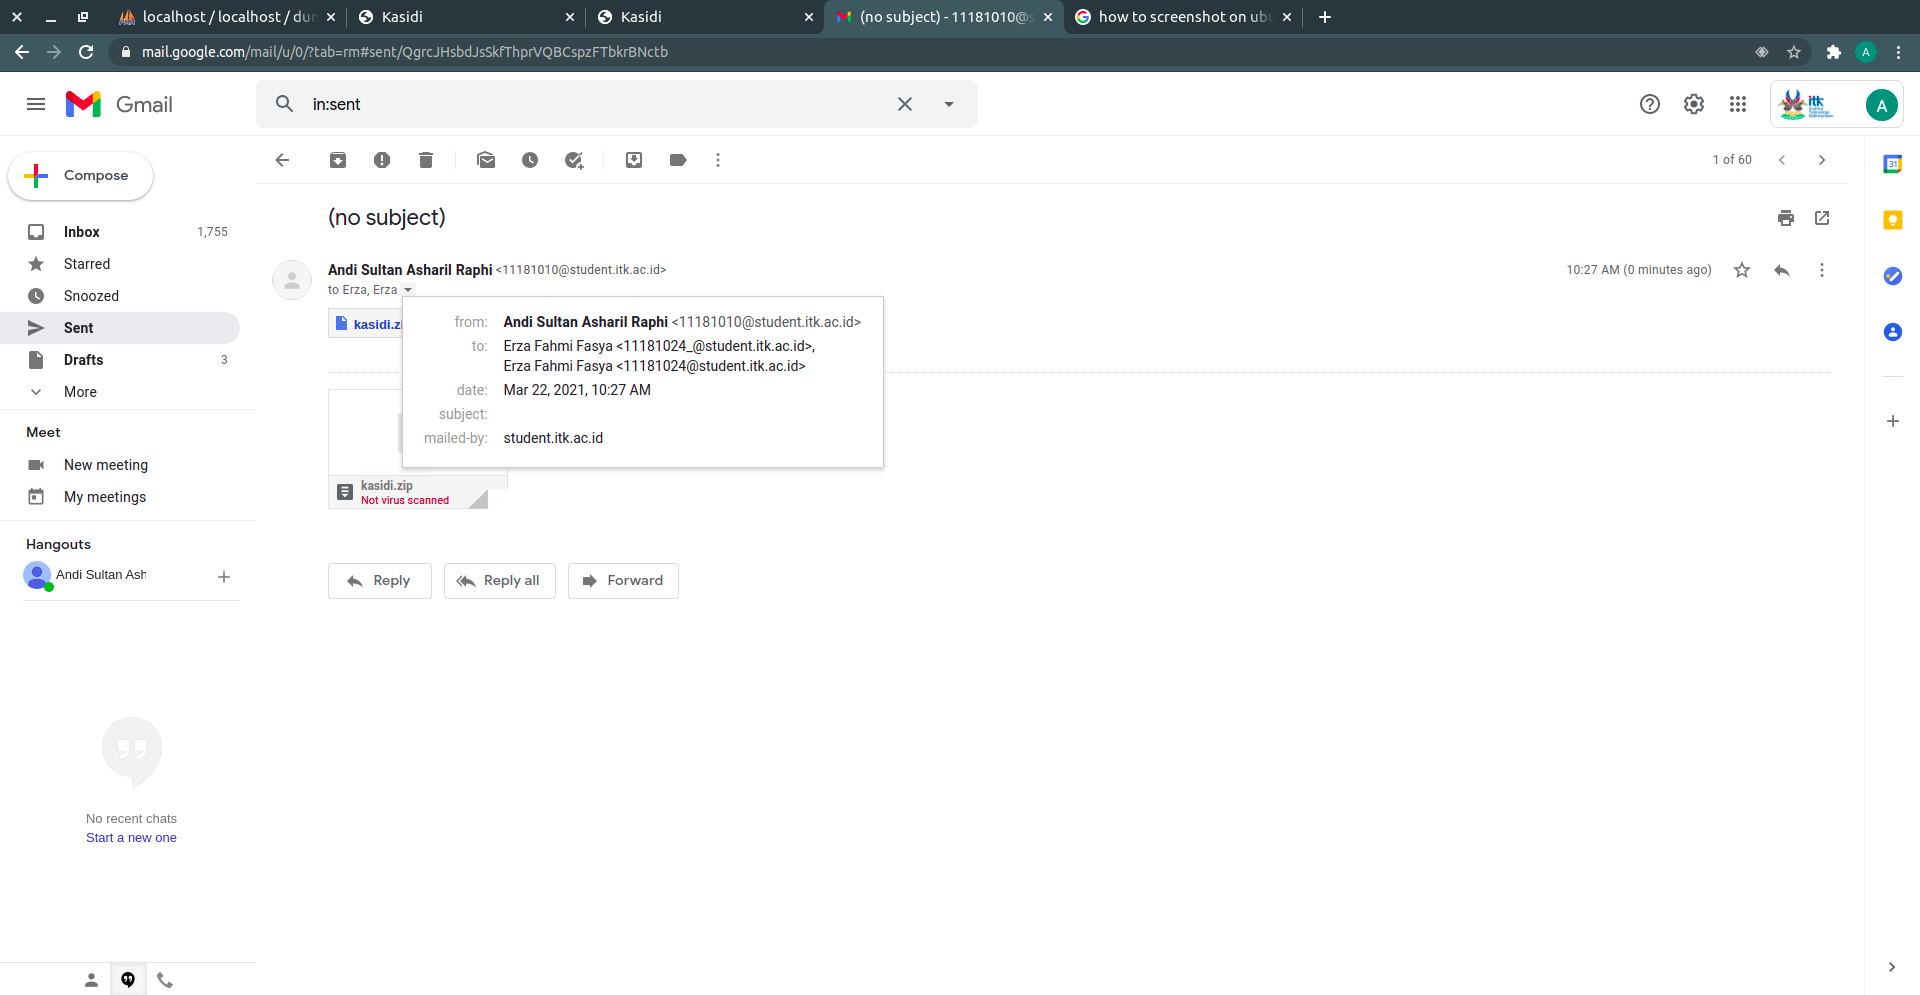 localhost / localhost / dum
Kasidi
Kasidi
(no subject) - 11181010@s
how to screenshot on ubu
mail.google.com/mail/u/0/?tab=rm#sent/QgrcJHsbdJsSkfThprVQBCspzFTbkrBNctb
A
Gmail
in:sent
itk
A
Compose
1 of 60
31
(no subject)
Inbox 1,755
Starred
Snoozed
Sent
Drafts 3
More
Andi Sultan Asharil Raphi <11181010@student.itk.ac.id>
10:27 AM (0 minutes ago)
to Erza, Erza
kasidi.zi
from: Andi Sultan Asharil Raphi <11181010@student.itk.ac.id>
to: Erza Fahmi Fasya <11181024_@student.itk.ac.id>,
Erza Fahmi Fasya <11181024@student.itk.ac.id>
date: Mar 22, 2021, 10:27 AM
subject:
mailed-by: student.itk.ac.id
kasidi.zip
Not virus scanned
Meet
New meeting
My meetings
Hangouts
Andi Sultan Ash
Reply
Reply all
Forward
No recent chats
Start a new one